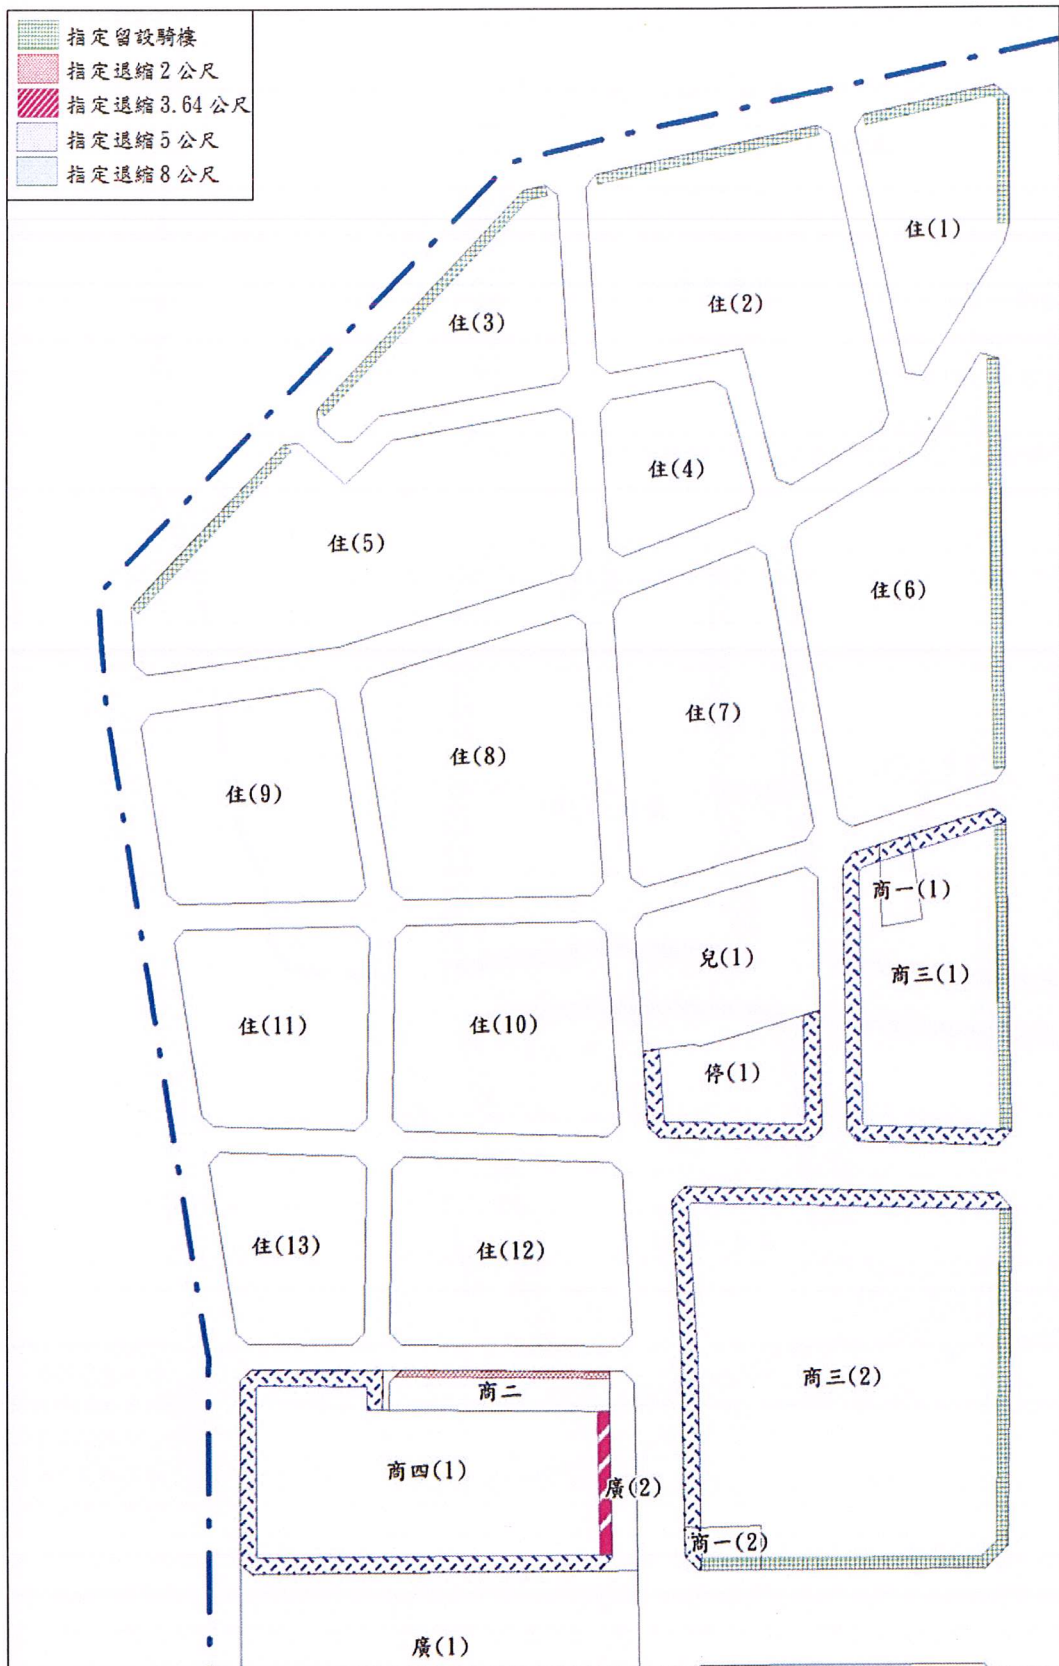 指定留設騎樓
指定退縮2公尺
指定退縮3.64公尺
指定退縮5公尺
指定退縮8公尺
住(1)
住(2)
住(3)
住(4)
住(5)
住(6)
住(7)
住(8)
住(9)
商一(1)
兒(1)
商三(1)
住(11)
住(10)
停(1)
住(13)
住(12)
商三(2)
商二
商四(1)
廣(2)
商一(2)
廣(1)